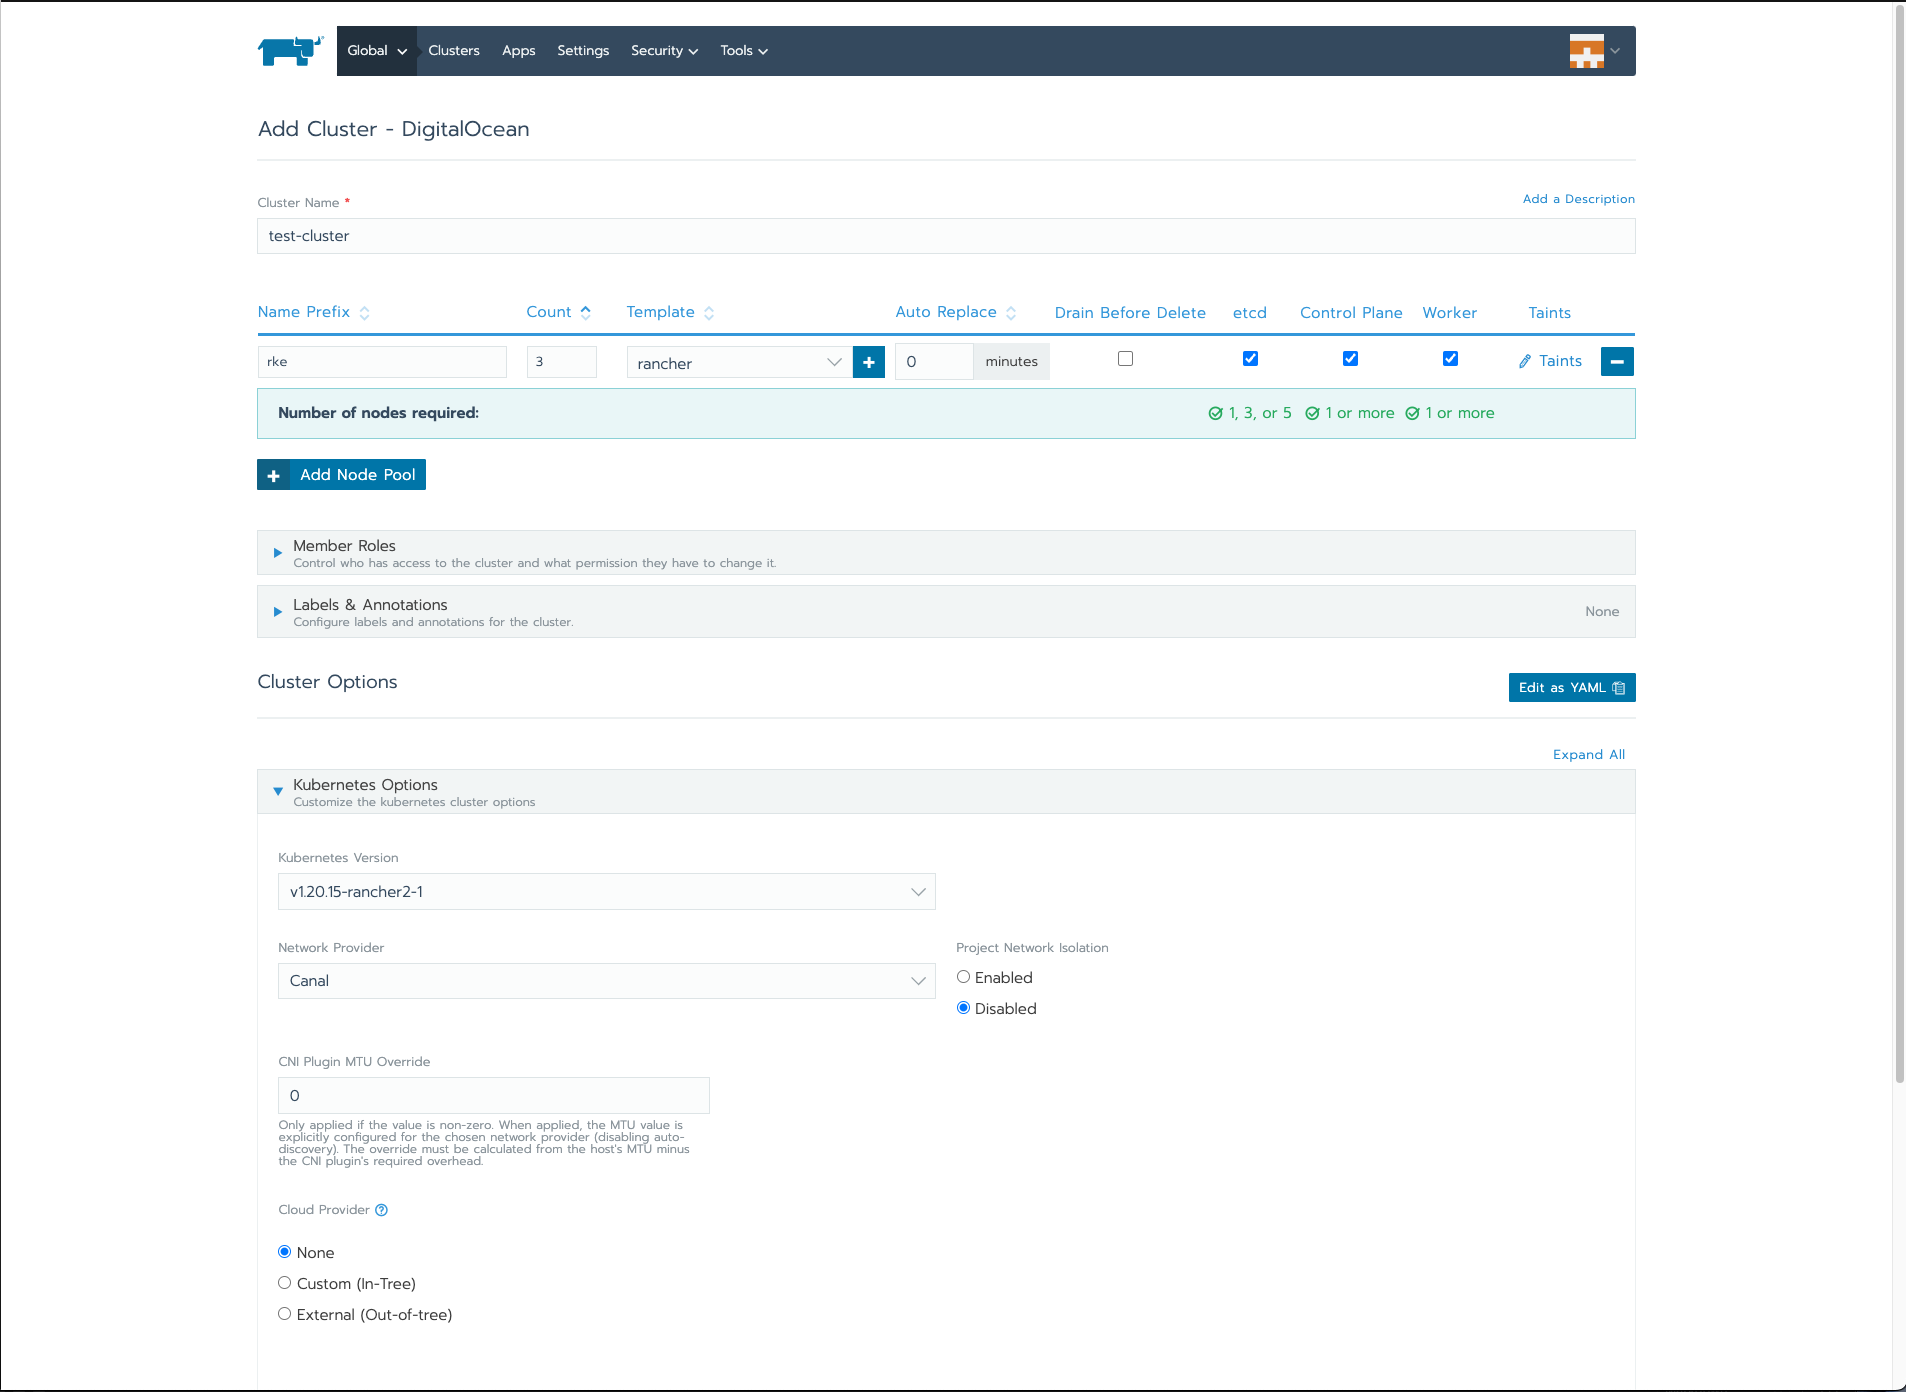 Global Clusters Apps Settings Security Tools
Add Cluster - DigitalOcean
Cluster Name *
Add a Description
test-cluster
Name Prefix Count Template Auto Replace Drain Before Delete etcd Control Plane Worker Taints
rke 3 rancher + 0 minutes Taints
Number of nodes required: 1, 3, or 5 1 or more 1 or more
+ Add Node Pool
Member Roles
Control who has access to the cluster and what permission they have to change it.
Labels & Annotations
Configure labels and annotations for the cluster.
None
Cluster Options
Edit as YAML
Expand All
Kubernetes Options
Customize the kubernetes cluster options
Kubernetes Version
v1.20.15-rancher2-1
Network Provider
Canal
Project Network Isolation
Enabled
Disabled
CNI Plugin MTU Override
0
Only applied if the value is non-zero. When applied, the MTU value is
explicitly configured for the chosen network provider (disabling auto-
discovery). The override must be calculated from the host's MTU minus
the CNI plugin's required overhead.
Cloud Provider
None
Custom (In-Tree)
External (Out-of-tree)